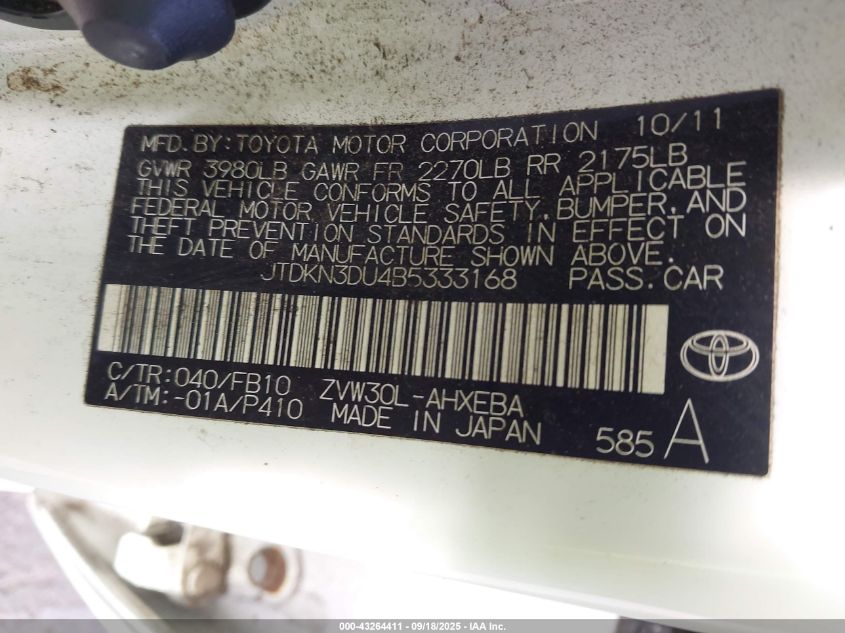 MFD. BY: TOYOTA MOTOR CORPORATION 10/11
GVWR 3980LB GAWR FR 2270LB RR 2175LB
THIS VEHICLE CONFORMS TO ALL APPLICABLE
FEDERAL MOTOR VEHICLE SAFETY, BUMPER, AND
THEFT PREVENTION STANDARDS IN EFFECT ON
THE DATE OF MANUFACTURE SHOWN ABOVE.
JTDKN3DU4B5333168 PASS.CAR
C/TR: 040/FB10 ZVW30L-AHXEBA
A/TM: -01A/P410 MADE IN JAPAN 585 A
000-43264411 - 09/18/2025 - IAA Inc.